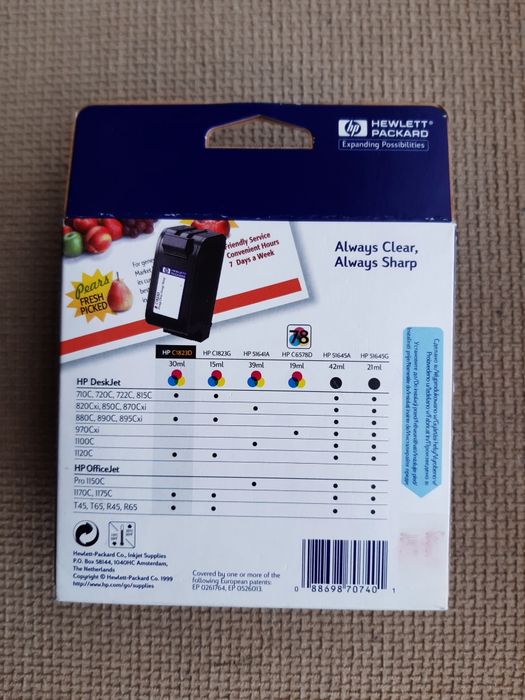 hp HEWLETT®
PACKARD
Expanding Possibilities
Friendly Service
Convenient Hours
7 Days a Week
Pears
FRESH
PICKED
Always Clear,
Always Sharp
78
HP C1823D HP C1823G HP 51641A HP C6578D HP 51645A HP 51645G
30ml 15ml 39ml 19ml 42ml 21ml
HP DeskJet
710C, 720C, 722C, 815C
820Cxi, 850C, 870Cxi
880C, 890C, 895Cxi
970Cxi
1100C
1120C
HP OfficeJet
Pro 1150C
1170C, 1175C
T45, T65, R45, R65
Hewlett-Packard Co., Inkjet Supplies
P.O. Box 58144, 1040HC Amsterdam,
The Netherlands
Copyright © Hewlett-Packard Co. 1999
http://www.hp.com/go/supplies
Covered by one or more of the
following European patents:
EP 0261764, EP 0526013.
0 88698 70740 1